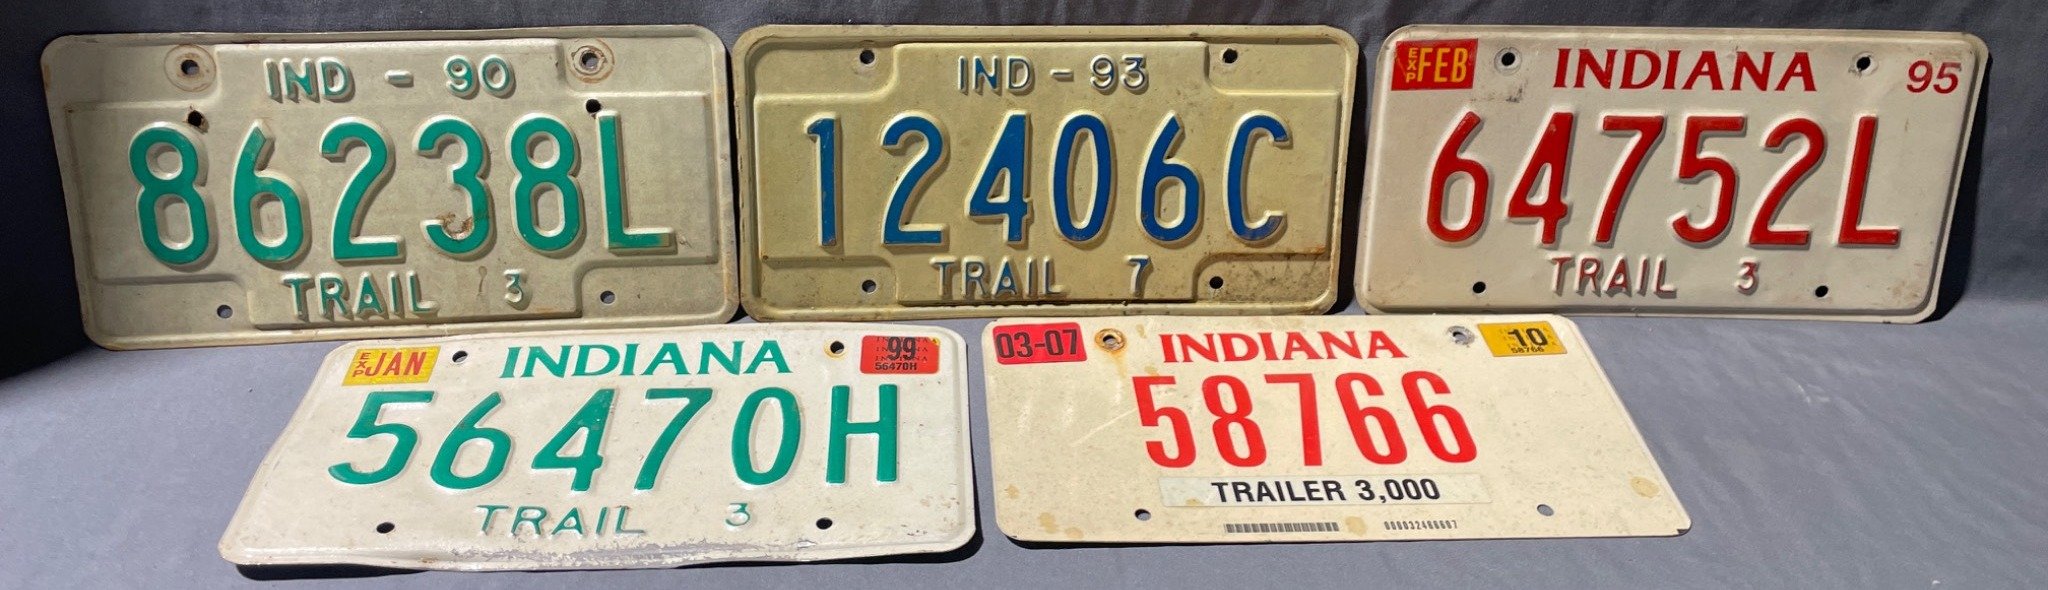 IND - 90
86238L
TRAIL 3
IND - 93
12406C
TRAIL 7
EXP FEB INDIANA 95
64752L
TRAIL 3
EXP JAN INDIANA 99
56470H
56470H
TRAIL 3
03-07 INDIANA 10
58766
58766
TRAILER 3,000